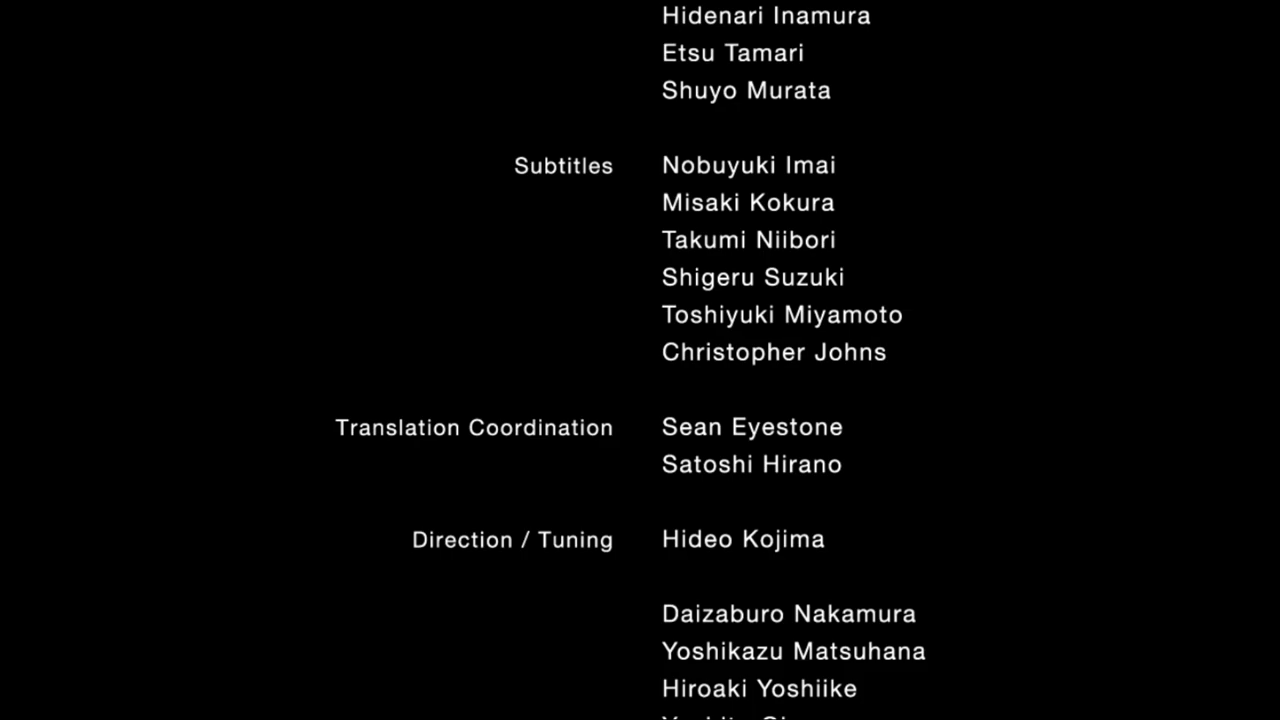 Hidenari Inamura
Etsu Tamari
Shuyo Murata
Subtitles Nobuyuki Imai
Misaki Kokura
Takumi Niibori
Shigeru Suzuki
Toshiyuki Miyamoto
Christopher Johns
Translation Coordination Sean Eyestone
Satoshi Hirano
Direction / Tuning Hideo Kojima
Daizaburo Nakamura
Yoshikazu Matsuhana
Hiroaki Yoshiike